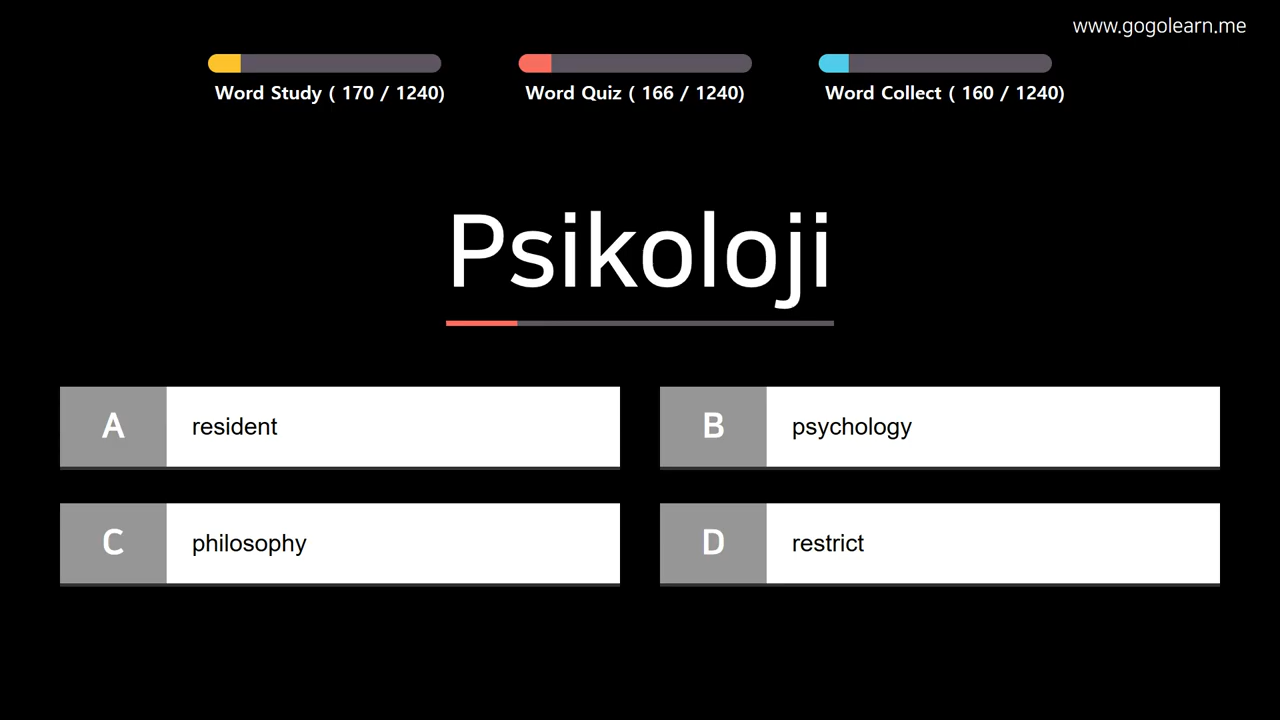 www.gogolearn.me
Word Study ( 170 / 1240)
Word Quiz ( 166 / 1240)
Word Collect ( 160 / 1240)
Psikoloji
A
resident
B
psychology
C
philosophy
D
restrict